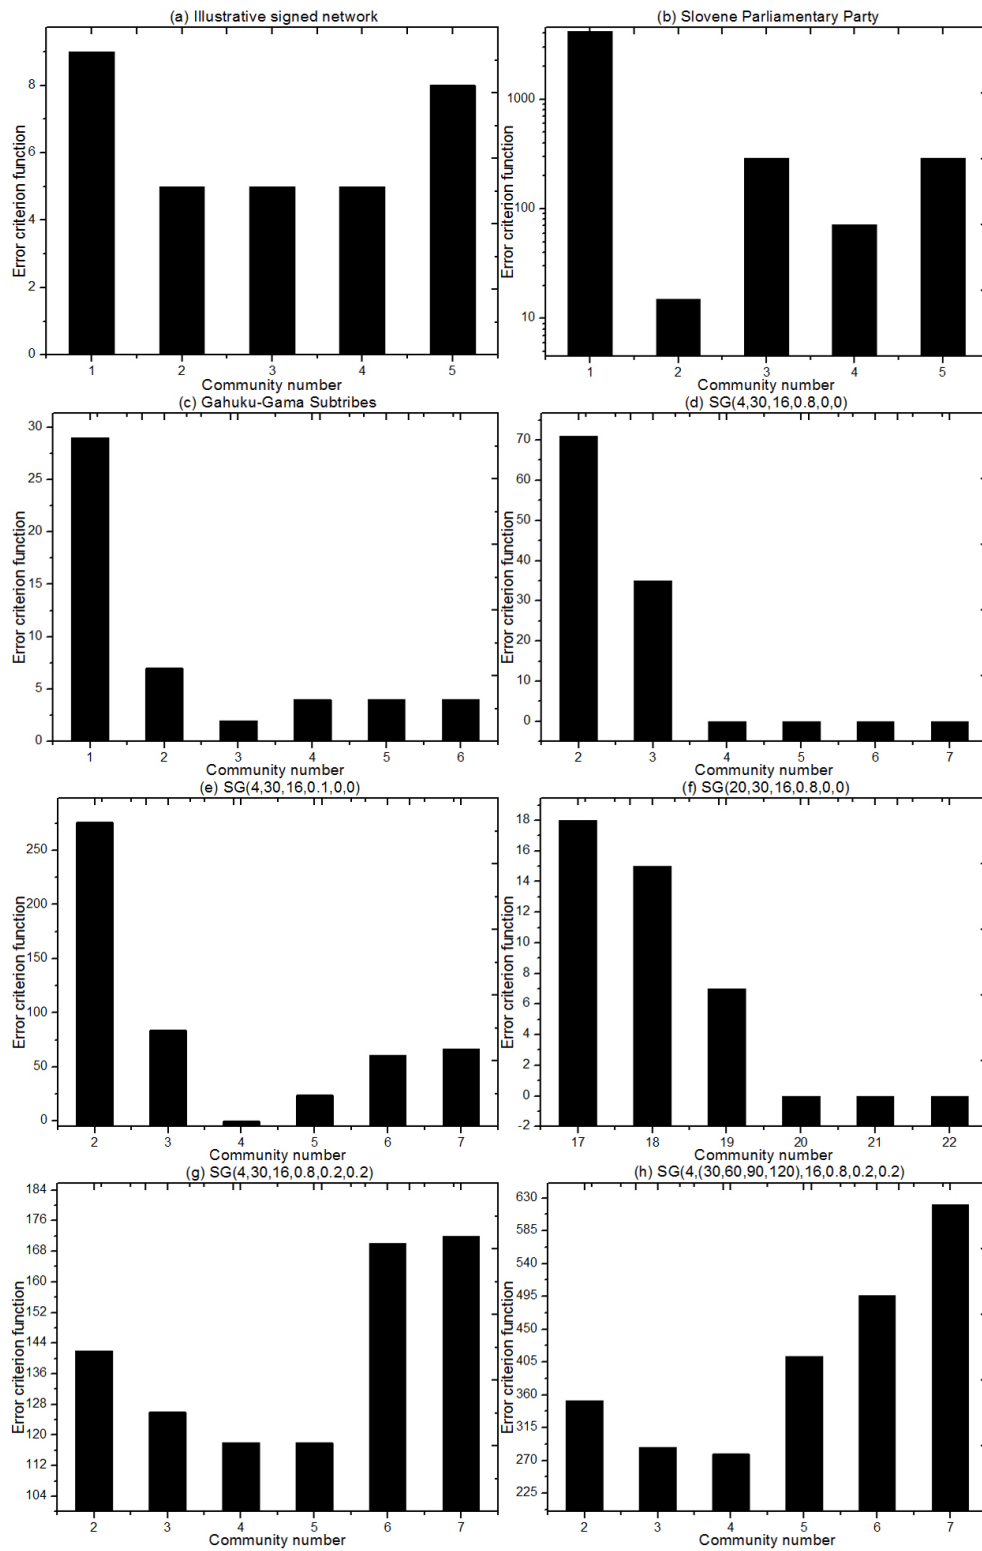 (a) Illustrative signed network
Error criterion function
8
6
4
2
0
1 2 3 4 5
Community number
(b) Slovene Parliamentary Party
Error criterion function
1000
100
10
1 2 3 4 5
Community number
(c) Gahuku-Gama Subtribes
Error criterion function
30
25
20
15
10
5
0
1 2 3 4 5 6
Community number
(d) SG(4,30,16,0.8,0,0)
Error criterion function
70
60
50
40
30
20
10
0
2 3 4 5 6 7
Community number
(e) SG(4,30,16,0.1,0,0)
Error criterion function
250
200
150
100
50
0
2 3 4 5 6 7
Community number
(f) SG(20,30,16,0.8,0,0)
Error criterion function
18
16
14
12
10
8
6
4
2
0
-2
17 18 19 20 21 22
Community number
(g) SG(4,30,16,0.8,0.2,0.2)
Error criterion function
184
176
168
160
152
144
136
128
120
112
104
2 3 4 5 6 7
Community number
(h) SG(4,(30,60,90,120),16,0.8,0.2,0.2)
Error criterion function
630
585
540
495
450
405
360
315
270
225
2 3 4 5 6 7
Community number